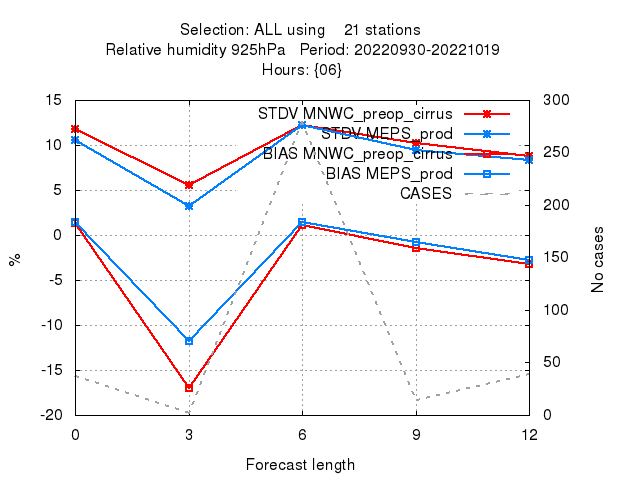 Selection: ALL using 21 stations
Relative humidity 925hPa Period: 20220930-20221019
Hours: {06}
STDV MNWC_preop_cirrus
STDV MEPS_prod
BIAS MNWC_preop_cirrus
BIAS MEPS_prod
CASES
15
10
5
0
-5
-10
-15
-20
%
300
250
200
150
100
50
0
No cases
0 3 6 9 12
Forecast length